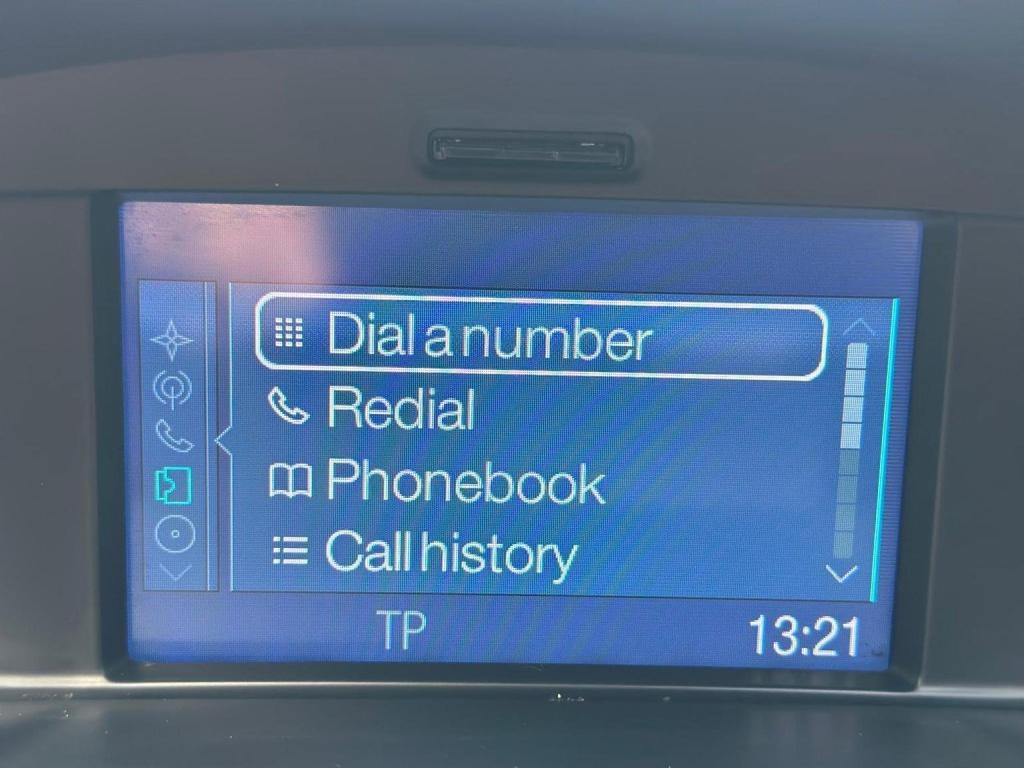 Dial a number
Redial
Phonebook
Call history
TP 13:21